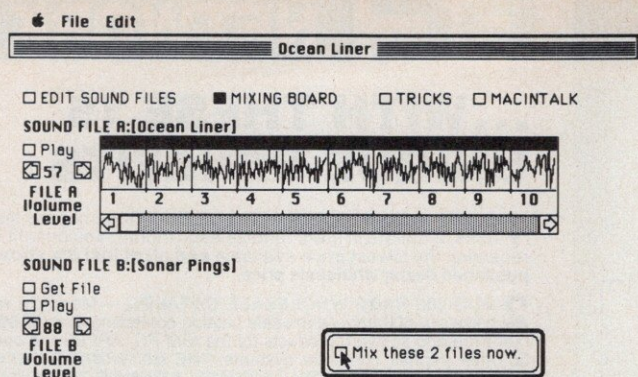 File Edit
Ocean Liner
EDIT SOUND FILES MIXING BOARD TRICKS MACINTALK
SOUND FILE A:[Ocean Liner]
Play
57
FILE A
Volume
Level
1 2 3 4 5 6 7 8 9 10
SOUND FILE B:[Sonar Pings]
Get File
Play
88
FILE B
Volume
Level
Mix these 2 files now.